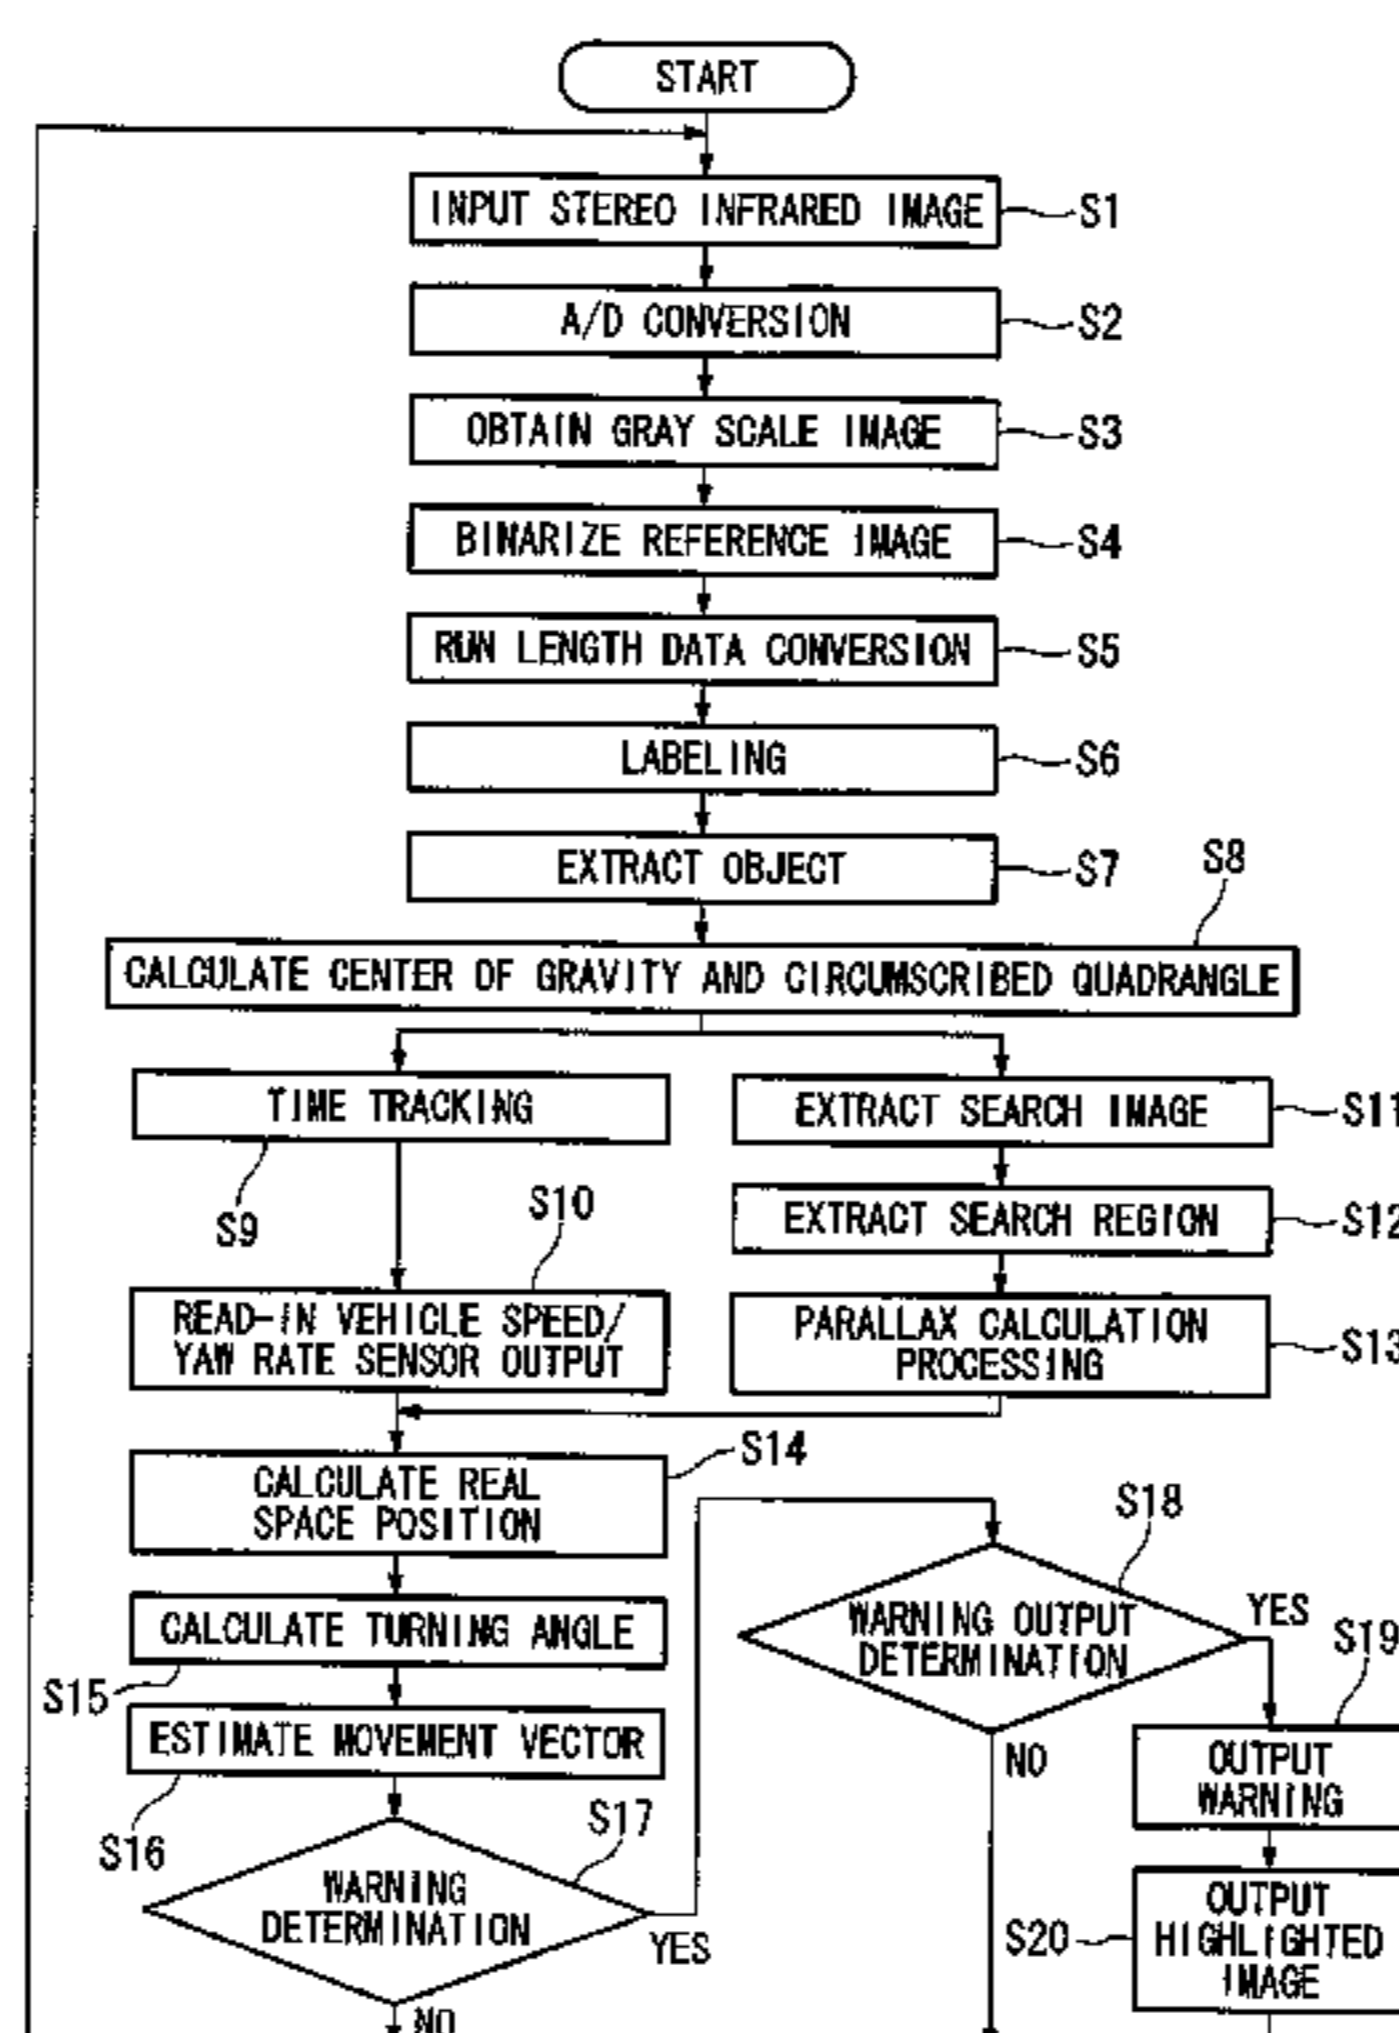 START
INPUT STEREO INFRARED IMAGE
S1
A/D CONVERSION
S2
OBTAIN GRAY SCALE IMAGE
S3
BINARIZE REFERENCE IMAGE
S4
RUN LENGTH DATA CONVERSION
S5
LABELING
S6
EXTRACT OBJECT
S7
S8
CALCULATE CENTER OF GRAVITY AND CIRCUMSCRIBED QUADRANGLE
TIME TRACKING
S9
EXTRACT SEARCH IMAGE
S11
EXTRACT SEARCH REGION
S12
S10
READ-IN VEHICLE SPEED/
YAW RATE SENSOR OUTPUT
PARALLAX CALCULATION
PROCESSING
S13
CALCULATE REAL
SPACE POSITION
S14
CALCULATE TURNING ANGLE
S15
ESTIMATE MOVEMENT VECTOR
S16
S17
WARNING
DETERMINATION
YES
NO
S18
WARNING OUTPUT
DETERMINATION
YES
NO
S19
OUTPUT
WARNING
S20
OUTPUT
HIGHLIGHTED
IMAGE